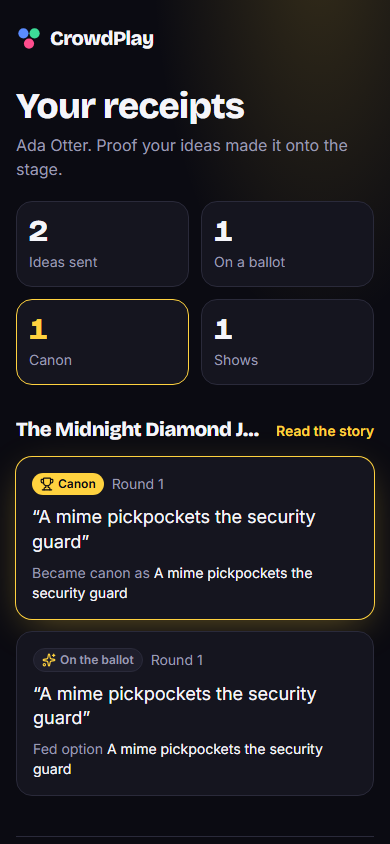 CrowdPlay
Your receipts
Ada Otter. Proof your ideas made it onto the
stage.
2
Ideas sent
1
On a ballot
1
Canon
1
Shows
The Midnight Diamond J...
Read the story
Canon
Round 1
“A mime pickpockets the security
guard”
Became canon as A mime pickpockets the
security guard
On the ballot
Round 1
“A mime pickpockets the security
guard”
Fed option A mime pickpockets the security
guard